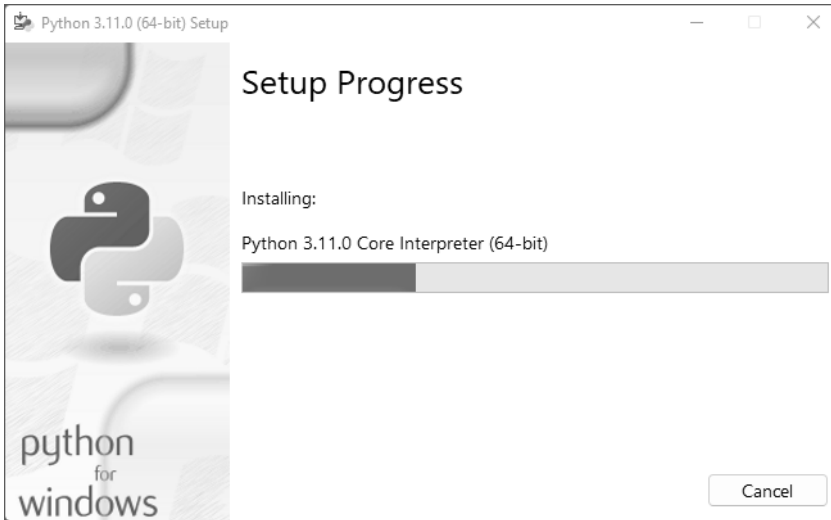 Python 3.11.0 (64-bit) Setup
Setup Progress
Installing:
Python 3.11.0 Core Interpreter (64-bit)
python
for
windows
Cancel